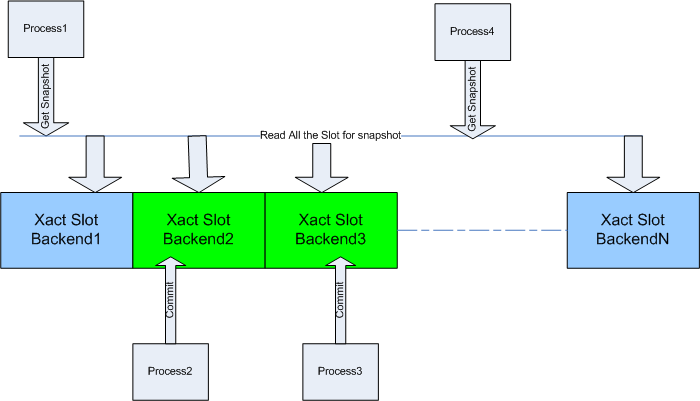 Process1
Process4
Get Snapshot
Get Snapshot
Read All the Slot for snapshot
Xact Slot
Backend1
Xact Slot
Backend2
Xact Slot
Backend3
Xact Slot
BackendN
Commit
Commit
Process2
Process3